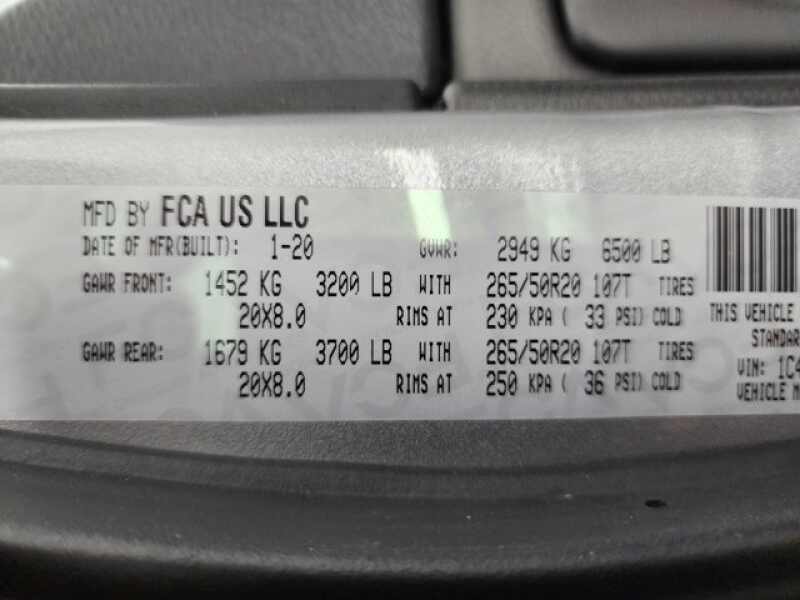 MFD BY FCA US LLC
DATE OF MFR(BUILT): 1-20 GVWR: 2949 KG 6500 LB
GAWR FRONT: 1452 KG 3200 LB WITH 265/50R20 107T TIRES
20X8.0 RIMS AT 230 KPA ( 33 PSI) COLD
GAWR REAR: 1679 KG 3700 LB WITH 265/50R20 107T TIRES
20X8.0 RIMS AT 250 KPA ( 36 PSI) COLD
THIS VEHICLE
STANDAR
VIN: 1C4
VEHICLE M